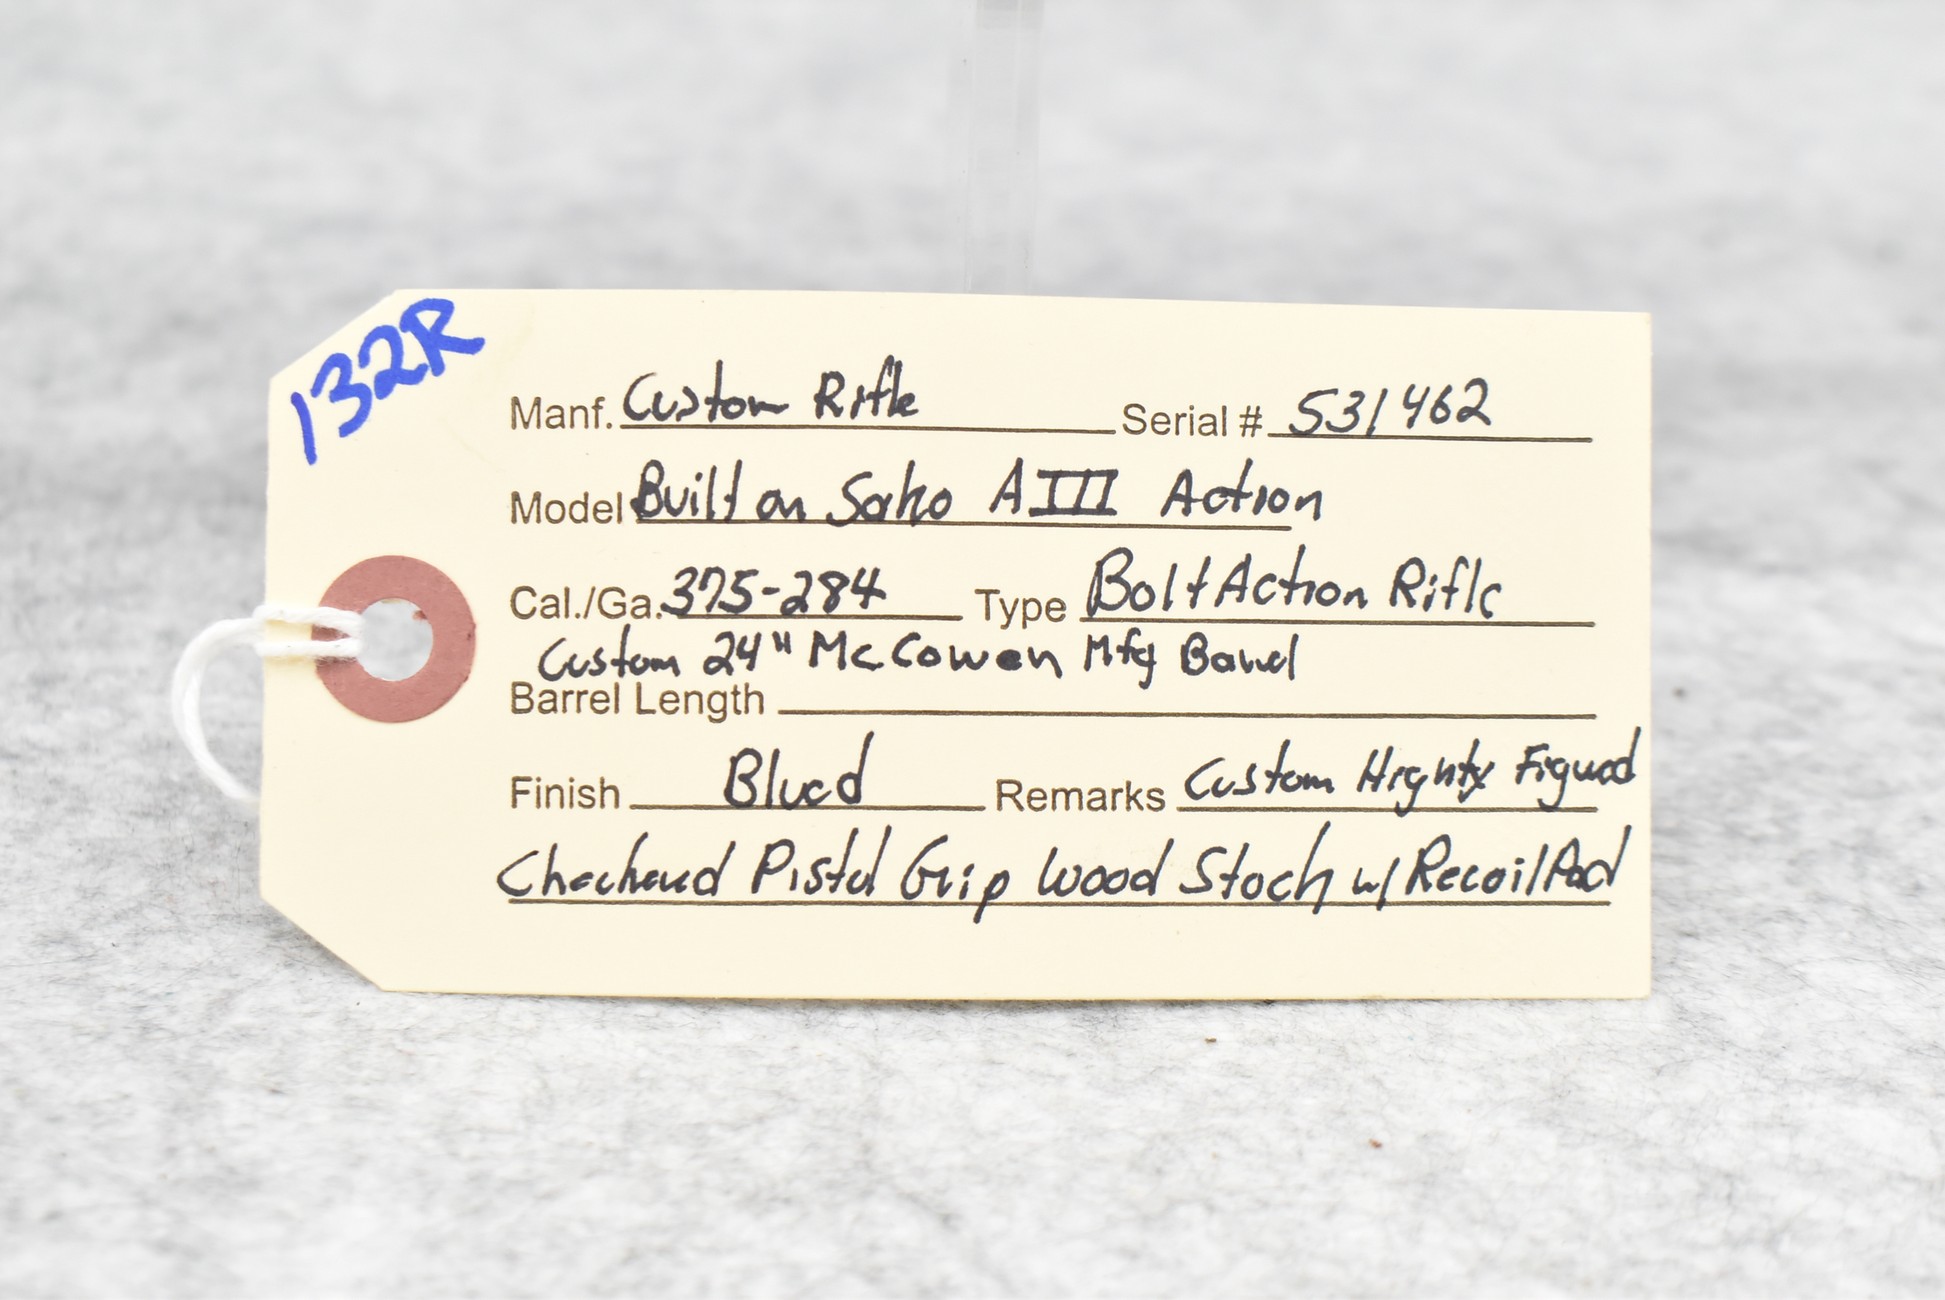 132R
Manf. Custom Rifle Serial # 531462
Model Built on Sako AIII Action
Cal./Ga. 375-284 Type Bolt Action Rifle
Custom 24" McCowen Mfg Barrel
Barrel Length
Finish Blued Remarks Custom Highly Figured
Checkered Pistol Grip Wood Stock w/ Recoil Pad